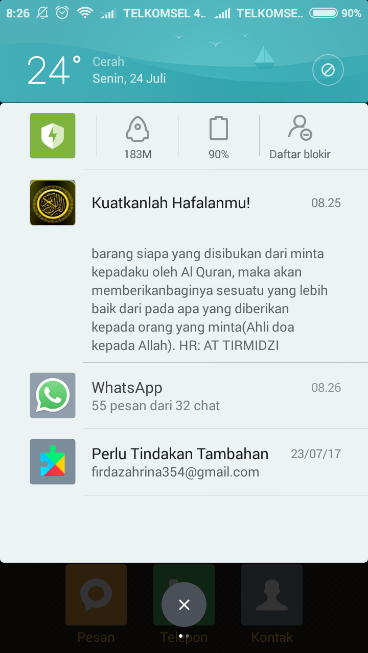 8:26 TELKOMSEL 4.. TELKOMSE.. 90%
24° Cerah
Senin, 24 Juli
183M 90% Daftar blokir
Kuatkanlah Hafalanmu! 08.25
barang siapa yang disibukan dari minta
kepadaku oleh Al Quran, maka akan
memberikanbaginya sesuatu yang lebih
baik dari pada apa yang diberikan
kepada orang yang minta(Ahli doa
kepada Allah). HR: AT TIRMIDZI
WhatsApp 08.26
55 pesan dari 32 chat
Perlu Tindakan Tambahan 23/07/17
firdazahrina354@gmail.com
Pesan Telepon Kontak